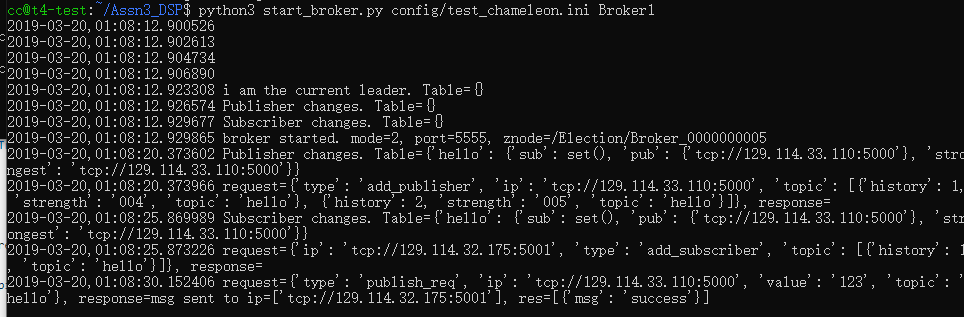 cc@t4-test:~/Assn3_DSP$ python3 start_broker.py config/test_chameleon.ini Broker1
2019-03-20,01:08:12.900526
2019-03-20,01:08:12.902613
2019-03-20,01:08:12.904734
2019-03-20,01:08:12.906890
2019-03-20,01:08:12.923308 i am the current leader. Table={}
2019-03-20,01:08:12.926574 Publisher changes. Table={}
2019-03-20,01:08:12.929677 Subscriber changes. Table={}
2019-03-20,01:08:12.929865 broker started. mode=2, port=5555, znode=/Election/Broker_0000000005
2019-03-20,01:08:20.373602 Publisher changes. Table={'hello': {'sub': set(), 'pub': {'tcp://129.114.33.110:5000'}, 'stro
ongest': 'tcp://129.114.33.110:5000'}}
2019-03-20,01:08:20.373966 request={'type': 'add_publisher', 'ip': 'tcp://129.114.33.110:5000', 'topic': [{'history': 1,
 'strength': '004', 'topic': 'hello'}, {'history': 2, 'strength': '005', 'topic': 'hello'}]}, response=
2019-03-20,01:08:25.869989 Subscriber changes. Table={'hello': {'sub': set(), 'pub': {'tcp://129.114.33.110:5000'}, 'str
ongest': 'tcp://129.114.33.110:5000'}}
2019-03-20,01:08:25.873226 request={'ip': 'tcp://129.114.32.175:5001', 'type': 'add_subscriber', 'topic': [{'history': 1
, 'topic': 'hello'}]}, response=
2019-03-20,01:08:30.152406 request={'type': 'publish_req', 'ip': 'tcp://129.114.33.110:5000', 'value': '123', 'topic': '
hello'}, response=msg sent to ip=['tcp://129.114.32.175:5001'], res=[{'msg': 'success'}]